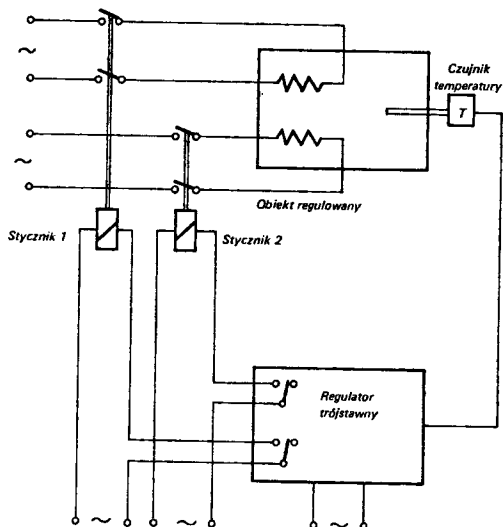 ~
Czujnik
temperatury
T
~
Obiekt regulowany
Stycznik 1
Stycznik 2
Regulator
trójstawny
~
~
~